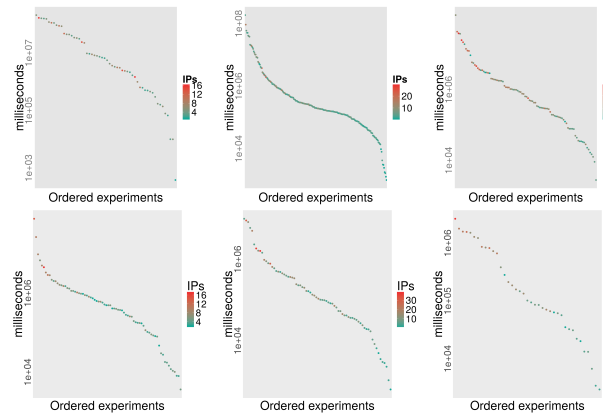 milliseconds
1e+07
1e+05
1e+03
Ordered experiments
IPs
16
12
8
4
milliseconds
1e+08
1e+06
1e+04
Ordered experiments
IPs
20
10
milliseconds
1e+06
1e+04
Ordered experiments
milliseconds
1e+06
1e+04
Ordered experiments
IPs
16
12
8
4
milliseconds
1e+06
1e+04
Ordered experiments
IPs
30
20
10
milliseconds
1e+06
1e+05
1e+04
Ordered experiments